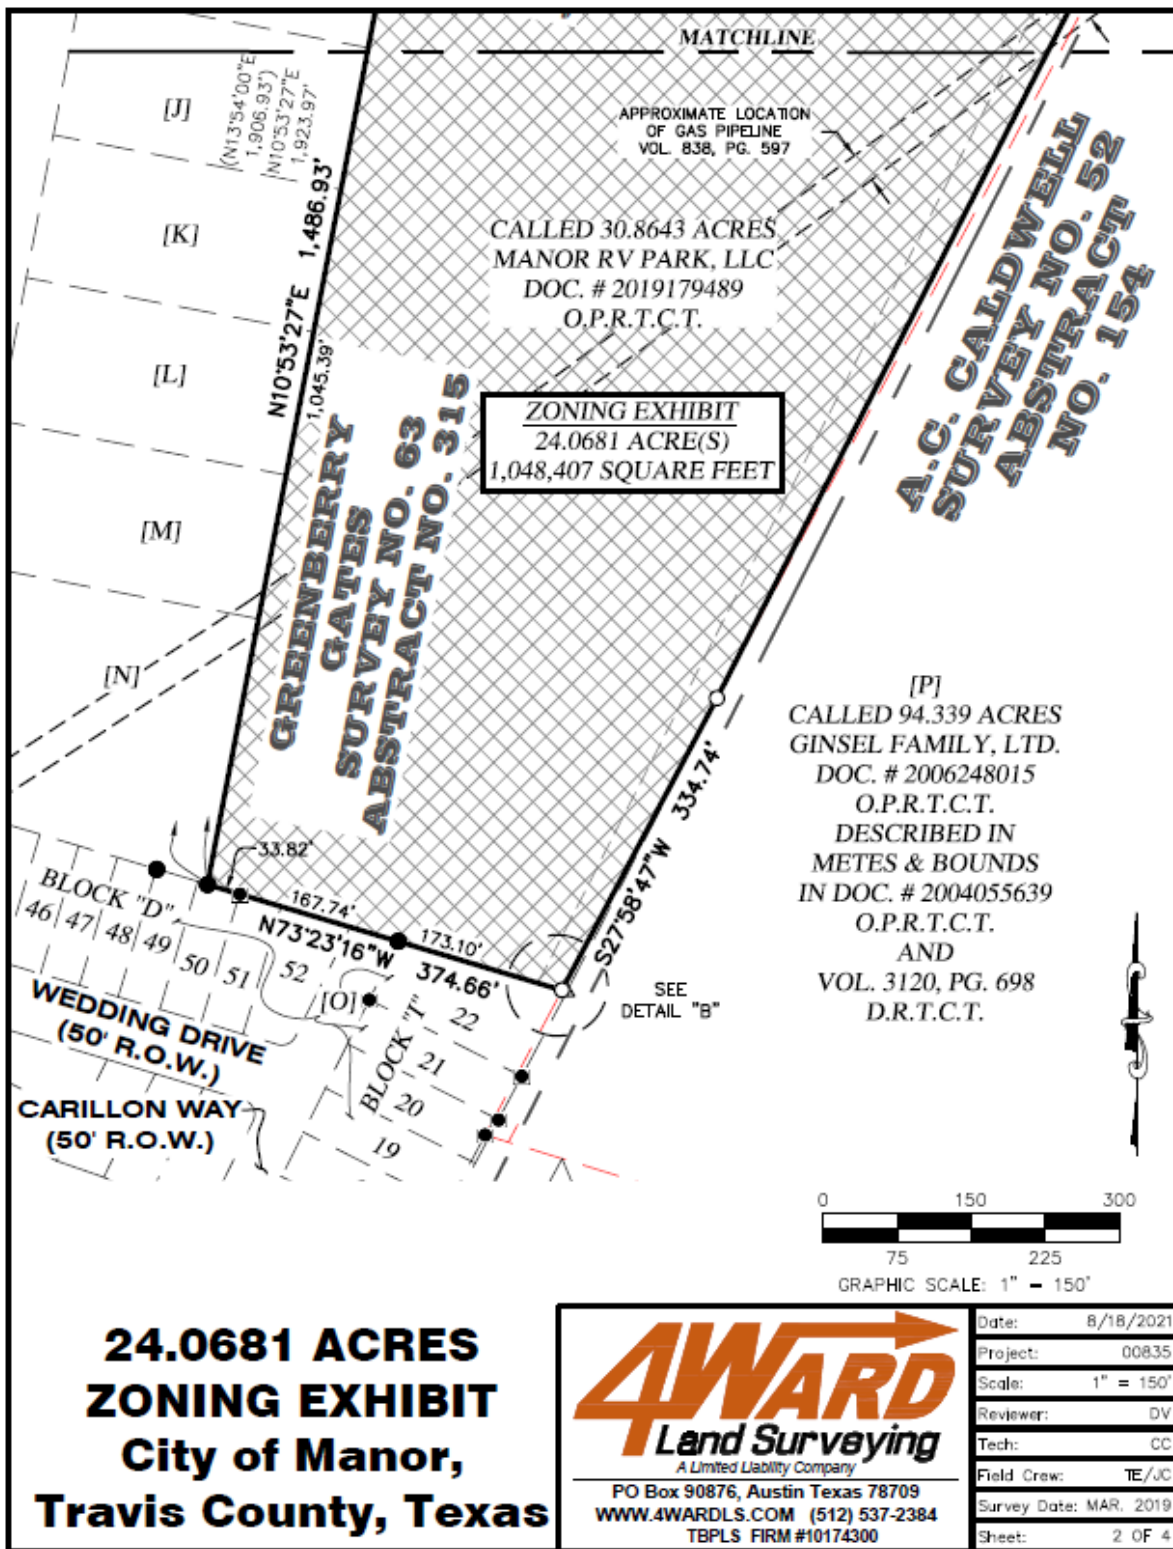 MATCHLINE
[J]
(N13°54'00"E
1,906.93')
N10°53'27"E
1,923.97'
APPROXIMATE LOCATION
OF GAS PIPELINE
VOL. 838, PG. 597
[K]
N10°53'27"E 1,486.93'
1,045.39'
CALLED 30.8643 ACRES
MANOR RV PARK, LLC
DOC. # 2019179489
O.P.R.T.C.T.
A.C. CALDWELL
SURVEY NO. 52
ABSTRACT
NO. 154
[L]
ZONING EXHIBIT
24.0681 ACRE(S)
1,048,407 SQUARE FEET
GREENBERRY
GATES
SURVEY NO. 63
ABSTRACT NO. 315
[M]
[N]
[P]
CALLED 94.339 ACRES
GINSEL FAMILY, LTD.
DOC. # 2006248015
O.P.R.T.C.T.
DESCRIBED IN
METES & BOUNDS
IN DOC. # 2004055639
O.P.R.T.C.T.
AND
VOL. 3120, PG. 698
D.R.T.C.T.
S27°58'47"W 334.74'
33.82'
167.74'
173.10'
N73°23'16"W 374.66'
SEE
DETAIL "B"
BLOCK "D"
46 47 48 49 50 51 52
[O]
BLOCK "I"
22
21
20
19
WEDDING DRIVE
(50' R.O.W.)
CARILLON WAY
(50' R.O.W.)
0 150 300
75 225
GRAPHIC SCALE: 1" = 150'
24.0681 ACRES
ZONING EXHIBIT
City of Manor,
Travis County, Texas
4WARD
Land Surveying
A Limited Liability Company
PO Box 90876, Austin Texas 78709
WWW.4WARDLS.COM (512) 537-2384
TBPLS FIRM #10174300
Date: 8/18/2021
Project: 00835
Scale: 1" = 150'
Reviewer: DV
Tech: CC
Field Crew: TE/JC
Survey Date: MAR. 2019
Sheet: 2 OF 4